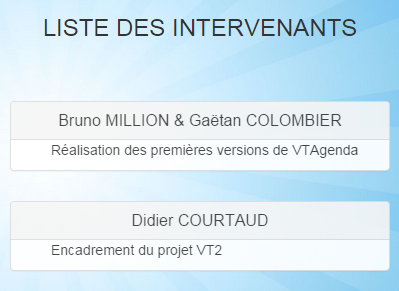 LISTE DES INTERVENANTS
Bruno MILLION & Gaëtan COLOMBIER
Réalisation des premières versions de VTAgenda
Didier COURTAUD
Encadrement du projet VT2